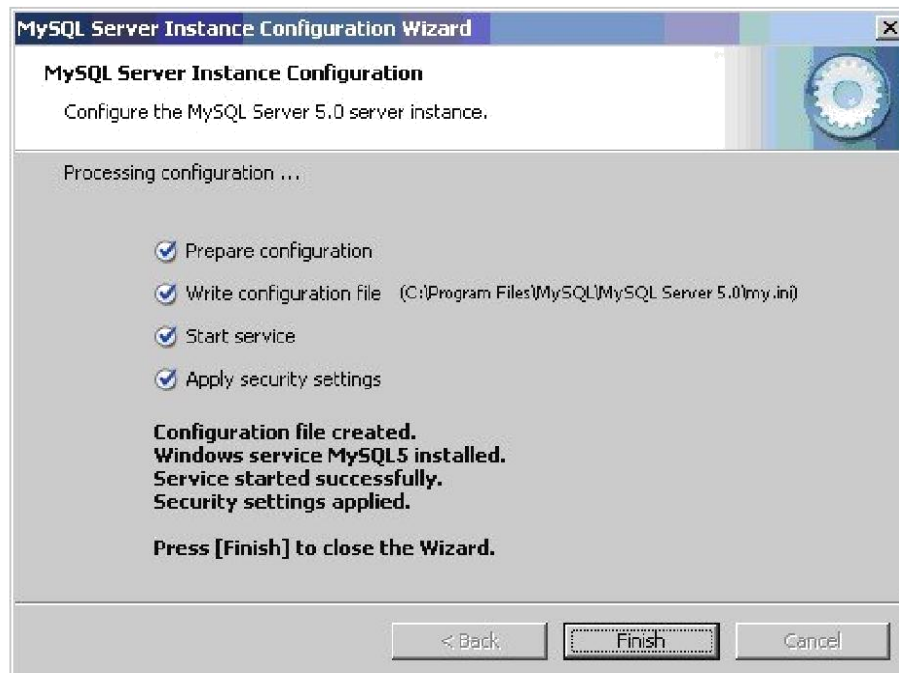 MySQL Server Instance Configuration Wizard
MySQL Server Instance Configuration
Configure the MySQL Server 5.0 server instance.
Processing configuration ...
Prepare configuration
Write configuration file (C:\Program Files\MySQL\MySQL Server 5.0\my.ini)
Start service
Apply security settings
Configuration file created.
Windows service MySQL5 installed.
Service started successfully.
Security settings applied.
Press [Finish] to close the Wizard.
< Back Finish Cancel